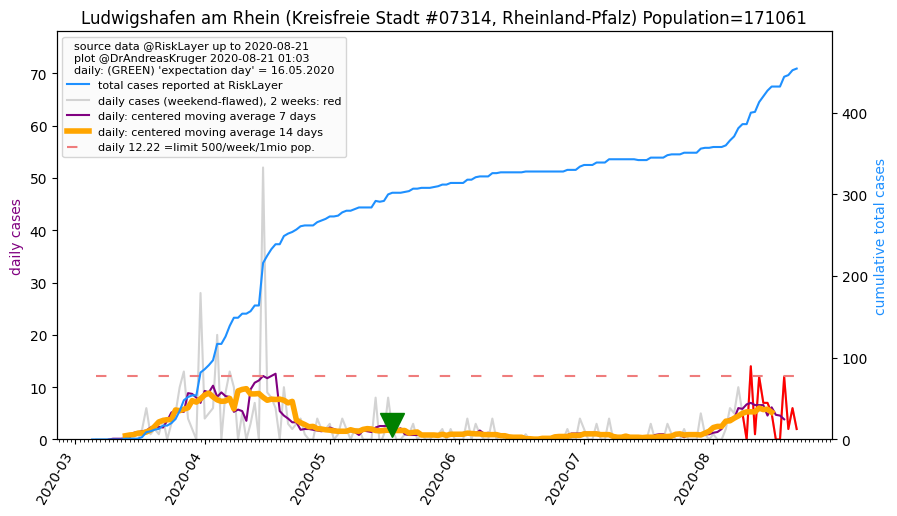 Ludwigshafen am Rhein (Kreisfreie Stadt #07314, Rheinland-Pfalz) Population=171061
source data @RiskLayer up to 2020-08-21
plot @DrAndreasKruger 2020-08-21 01:03
daily: (GREEN) 'expectation day' = 16.05.2020
total cases reported at RiskLayer
daily cases (weekend-flawed), 2 weeks: red
daily: centered moving average 7 days
daily: centered moving average 14 days
daily 12.22 =limit 500/week/1mio pop.
daily cases
70
60
50
40
30
20
10
0
cumulative total cases
400
300
200
100
0
2020-03
2020-04
2020-05
2020-06
2020-07
2020-08